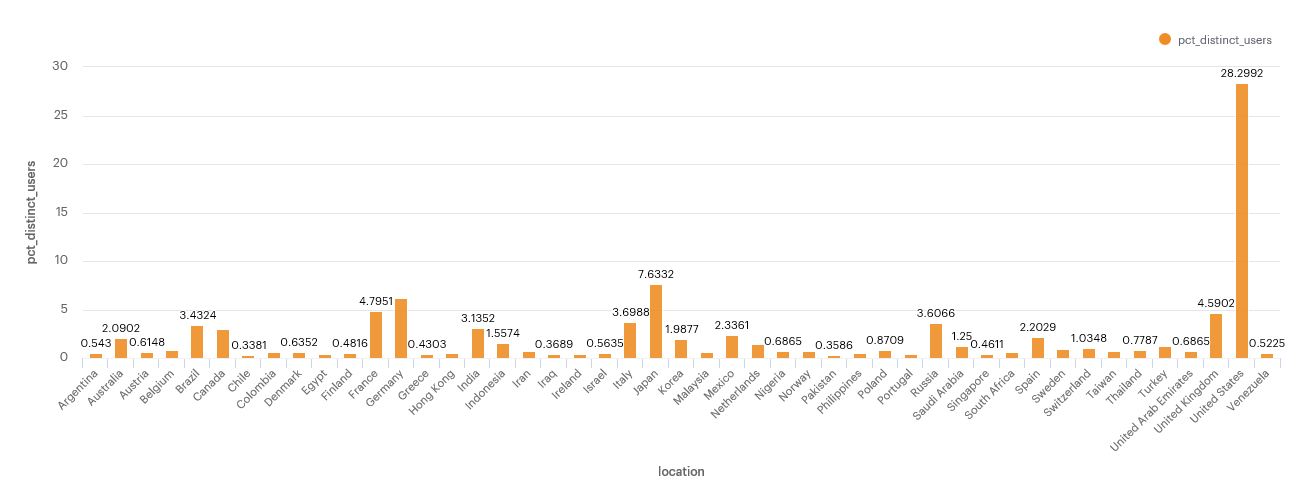 pct_distinct_users
30
25
20
15
10
5
0
pct_distinct_users
28.2992
7.6332
4.7951
4.5902
3.6988
3.6066
3.4324
3.1352
2.3361
2.2029
2.0902
1.9877
1.5574
1.25
1.0348
0.8709
0.7787
0.6865
0.6865
0.6352
0.6148
0.5635
0.543
0.5225
0.4816
0.4611
0.4303
0.3689
0.3586
0.3381
Argentina
Australia
Austria
Belgium
Brazil
Canada
Chile
Colombia
Denmark
Egypt
Finland
France
Germany
Greece
Hong Kong
India
Indonesia
Iran
Iraq
Ireland
Israel
Italy
Japan
Korea
Malaysia
Mexico
Netherlands
Nigeria
Norway
Pakistan
Philippines
Poland
Portugal
Russia
Saudi Arabia
Singapore
South Africa
Spain
Sweden
Switzerland
Taiwan
Thailand
Turkey
United Arab Emirates
United Kingdom
United States
Venezuela
location